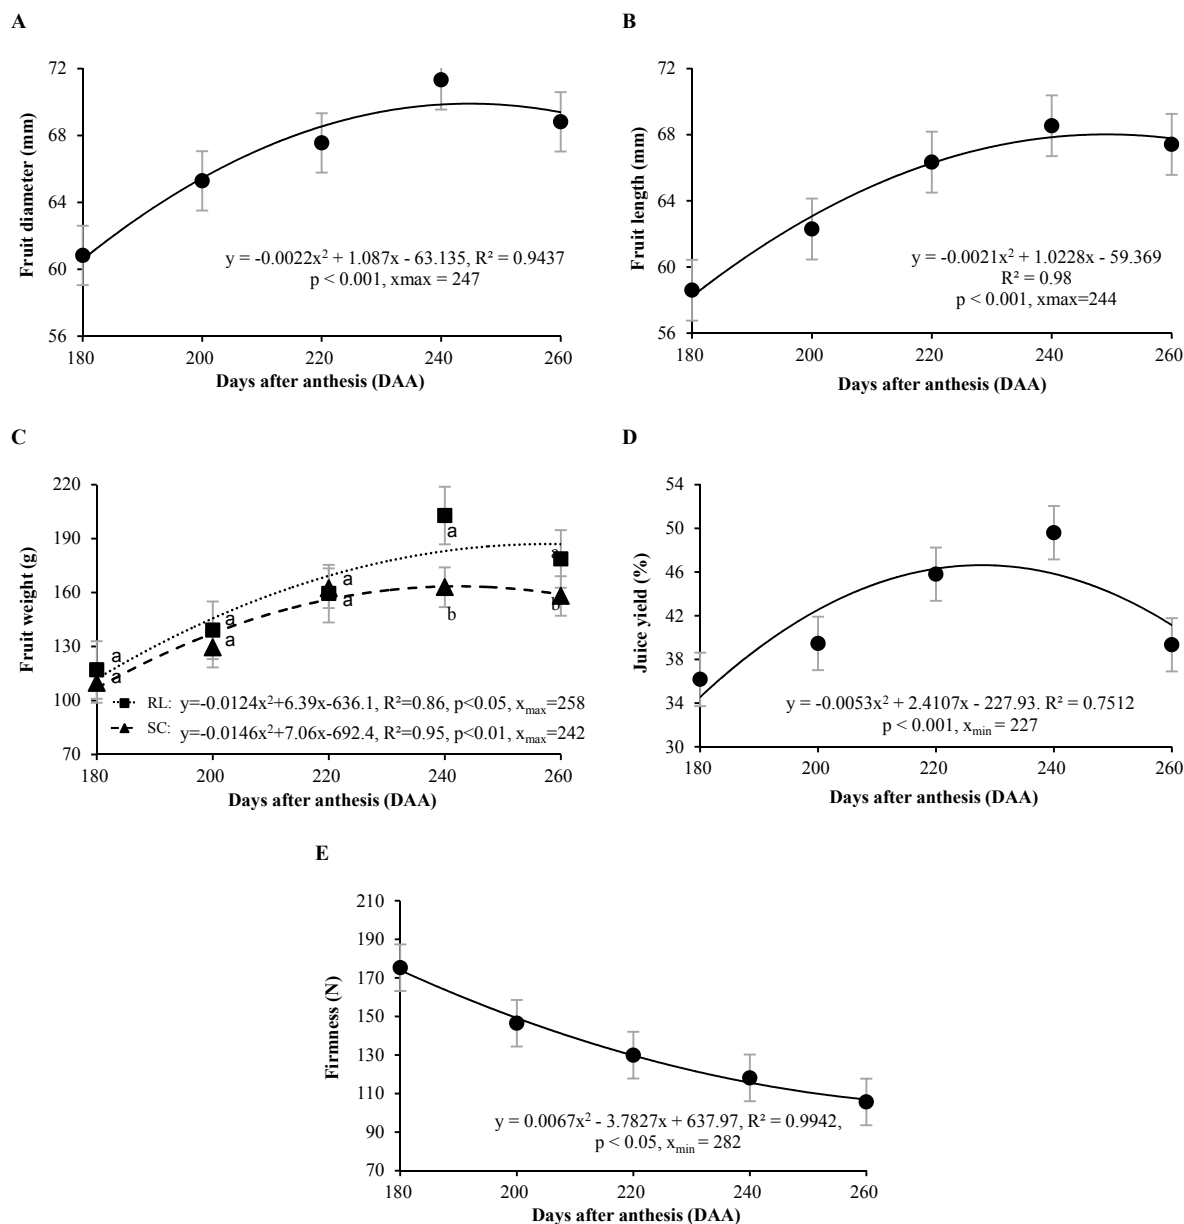 A
B
72
68
64
60
56
Fruit diameter (mm)
y = -0.0022x² + 1.087x - 63.135, R² = 0.9437
p < 0.001, xmax = 247
180 200 220 240 260
Days after anthesis (DAA)
72
68
64
60
56
Fruit length (mm)
y = -0.0021x² + 1.0228x - 59.369
R² = 0.98
p < 0.001, xmax=244
180 200 220 240 260
Days after anthesis (DAA)
C
D
220
190
160
130
100
70
Fruit weight (g)
a
a
a
a
a
a
a
b
a
b
RL: y=-0.0124x²+6.39x-636.1, R²=0.86, p<0.05, xmax=258
SC: y=-0.0146x²+7.06x-692.4, R²=0.95, p<0.01, xmax=242
180 200 220 240 260
Days after anthesis (DAA)
54
50
46
42
38
34
30
Juice yield (%)
y = -0.0053x² + 2.4107x - 227.93. R² = 0.7512
p < 0.001, xmin = 227
180 200 220 240 260
Days after anthesis (DAA)
E
210
190
170
150
130
110
90
70
Firmness (N)
y = 0.0067x² - 3.7827x + 637.97, R² = 0.9942,
p < 0.05, xmin = 282
180 200 220 240 260
Days after anthesis (DAA)